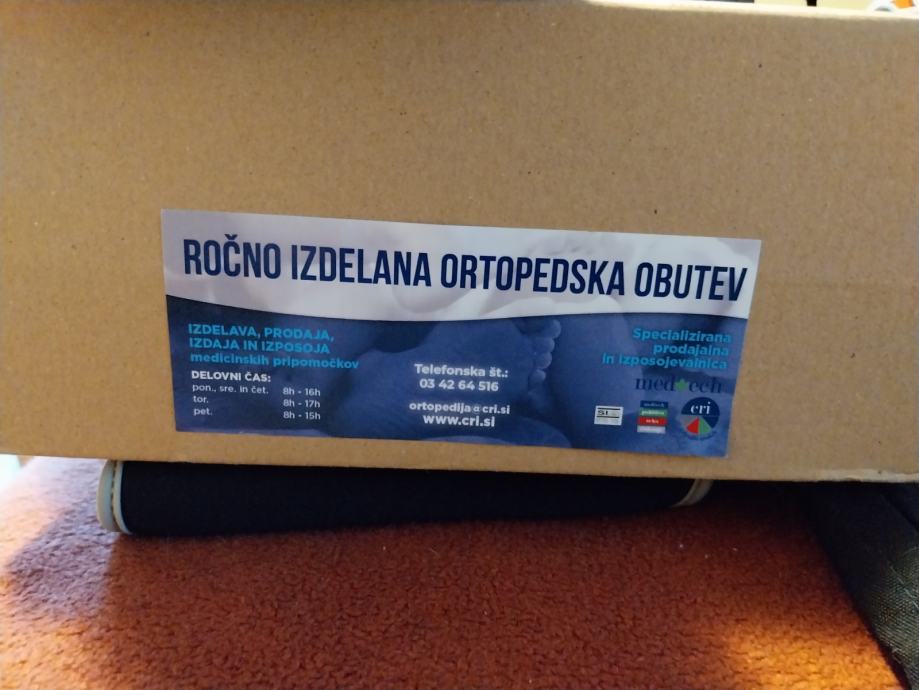 ROČNO IZDELANA ORTOPEDSKA OBUTEV
IZDELAVA, PRODAJA,
IZDAJA IN IZPOSOJA
medicinskih pripomočkov
DELOVNI ČAS:
pon., sre. in čet. 8h - 16h
tor. 8h - 17h
pet. 8h - 15h
Telefonska št.:
03 42 64 516
ortopedija@cri.si
www.cri.si
Specializirana
prodajalna
in izposojevalnica
med tech
cri